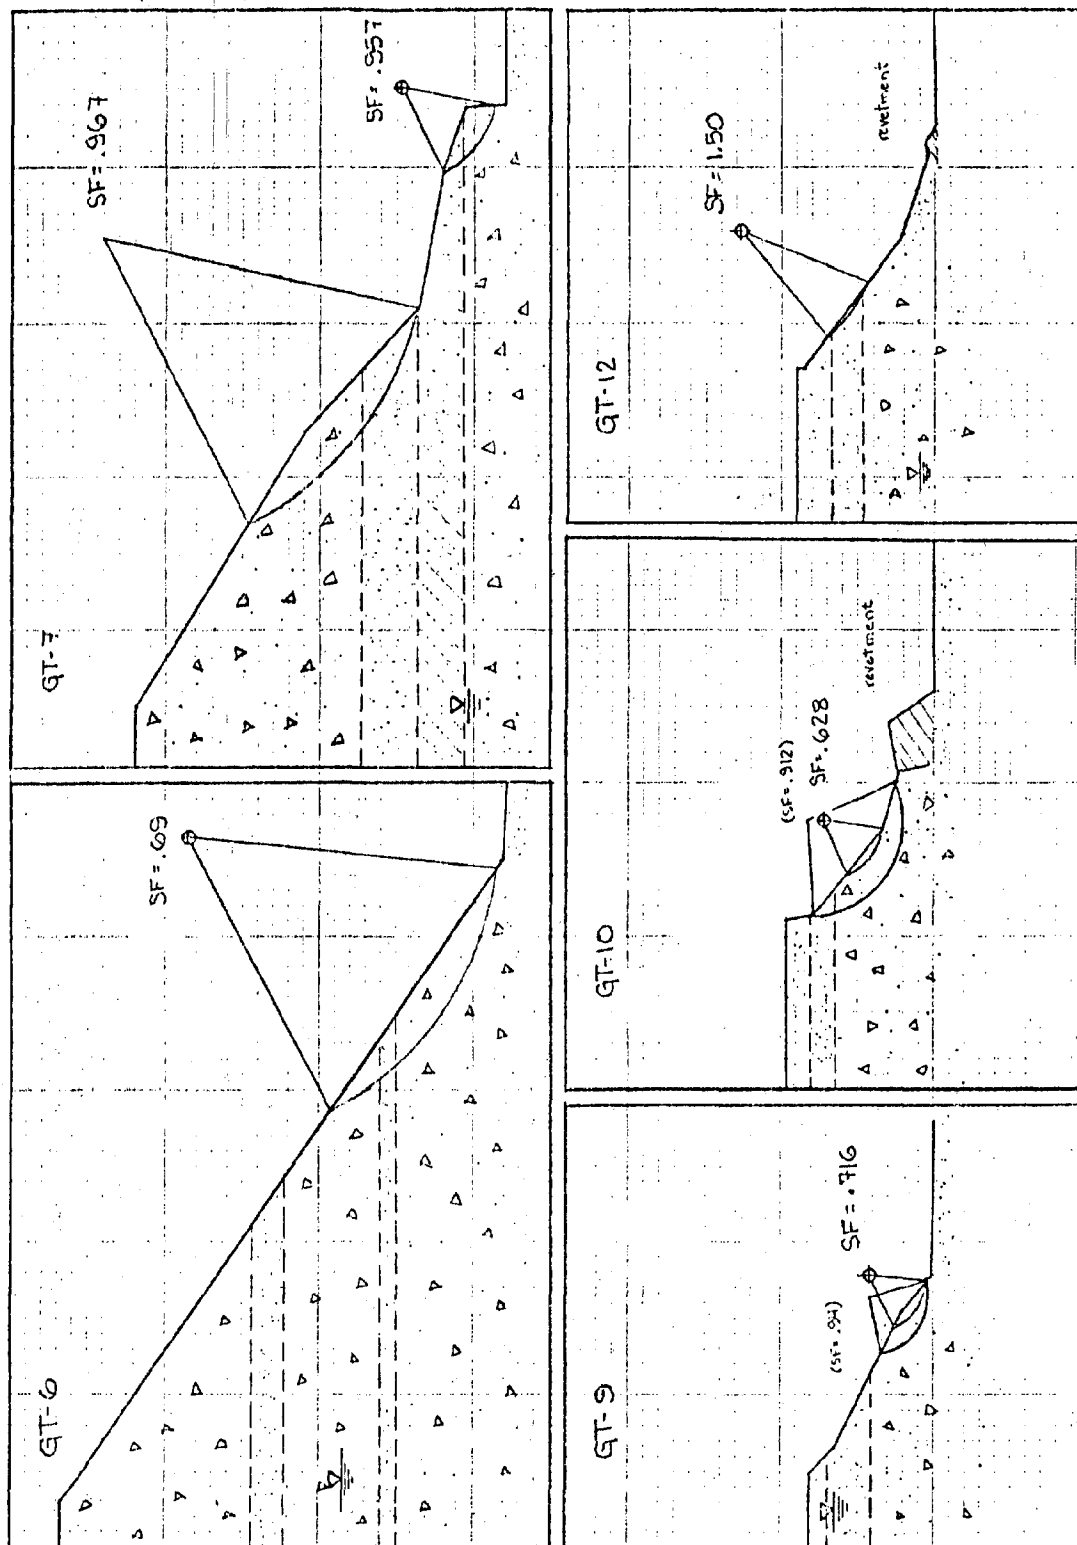 GT-7
SF = .967
SF = .957
GT-6
SF = .69
GT-12
SF = 1.50
revetment
GT-10
(SF = .912)
SF = .628
revetment
GT-9
(SF = .94)
SF = .716